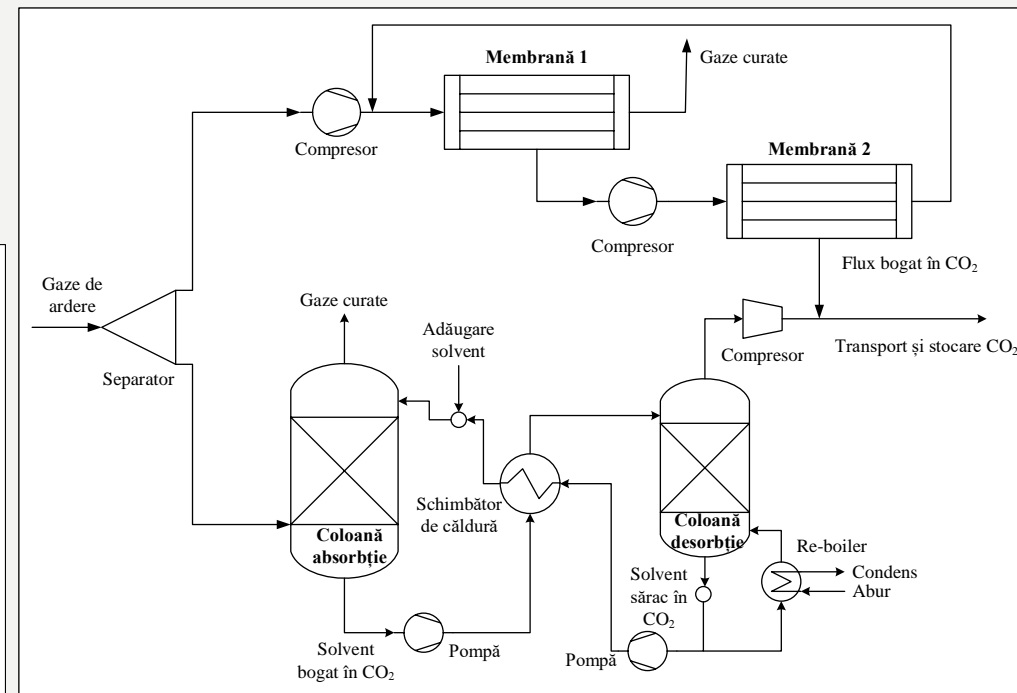 Membrană 1
Gaze curate
Compresor
Membrană 2
Compresor
Flux bogat în CO₂
Gaze de
ardere
Separator
Gaze curate
Adăugare
solvent
Compresor
Transport și stocare CO₂
Schimbător
de căldură
Coloană
absorbție
Coloană
desorbție
Re-boiler
Condens
Abur
Solvent
sărac în
CO₂
Solvent
bogat în CO₂
Pompă
Pompă